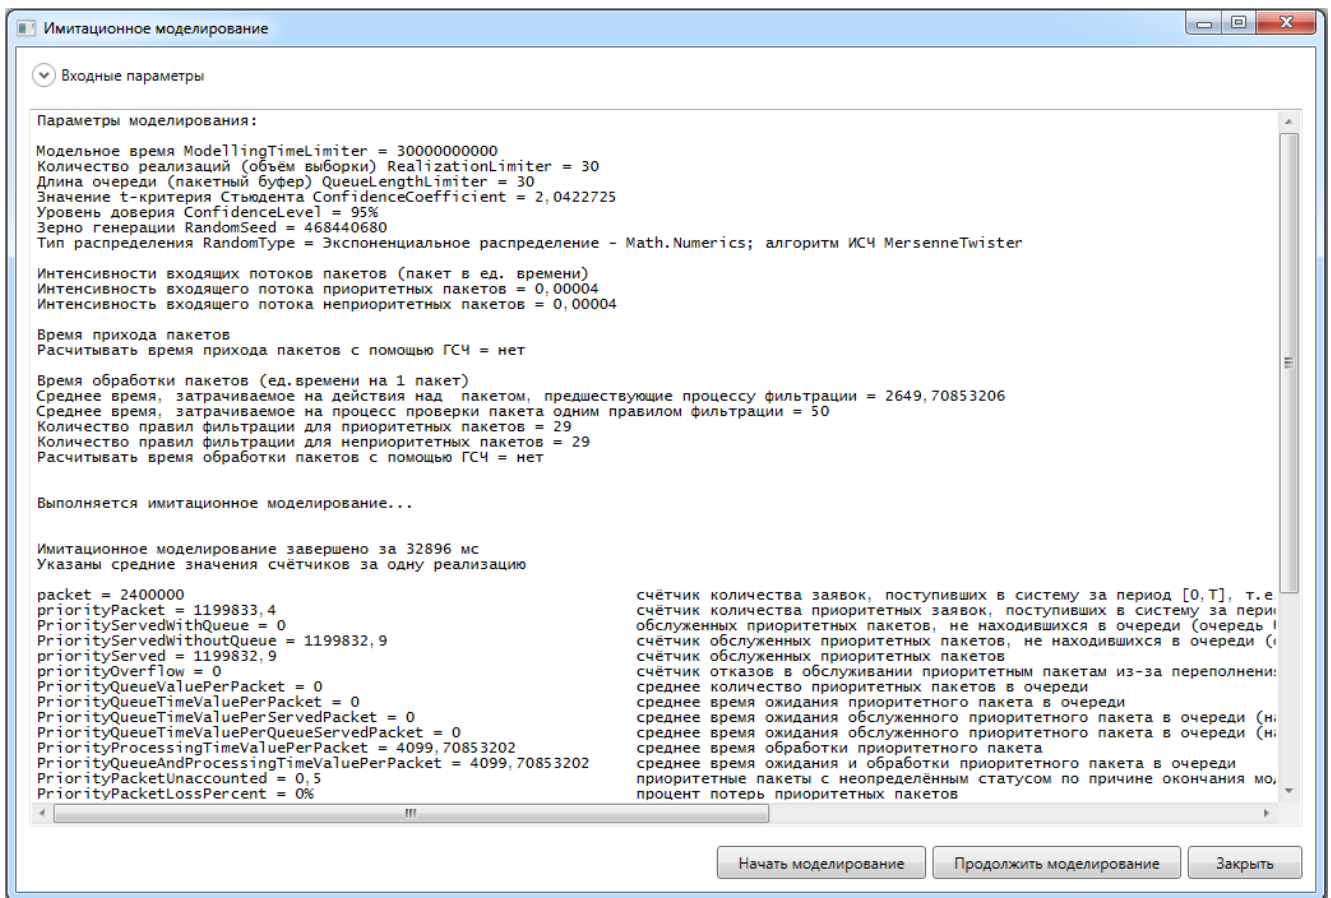 Имитационное моделирование
Входные параметры
Параметры моделирования:
Модельное время ModellingTimeLimiter = 30000000000
Количество реализаций (объём выборки) RealizationLimiter = 30
Длина очереди (пакетный буфер) QueueLengthLimiter = 30
Значение t-критерия Стьюдента ConfidenceCoefficient = 2,0422725
Уровень доверия ConfidenceLevel = 95%
Зерно генерации RandomSeed = 468440680
Тип распределения RandomType = Экспоненциальное распределение - Math.Numerics; алгоритм ИСЧ MersenneTwister
Интенсивности входящих потоков пакетов (пакет в ед. времени)
Интенсивность входящего потока приоритетных пакетов = 0,00004
Интенсивность входящего потока неприоритетных пакетов = 0,00004
Время прихода пакетов
Расчитывать время прихода пакетов с помощью ГСЧ = нет
Время обработки пакетов (ед.времени на 1 пакет)
Среднее время, затрачиваемое на действия над  пакетом, предшествующие процессу фильтрации = 2649,70853206
Среднее время, затрачиваемое на процесс проверки пакета одним правилом фильтрации = 50
Количество правил фильтрации для приоритетных пакетов = 29
Количество правил фильтрации для неприоритетных пакетов = 29
Расчитывать время обработки пакетов с помощью ГСЧ = нет
Выполняется имитационное моделирование...
Имитационное моделирование завершено за 32896 мс
Указаны средние значения счётчиков за одну реализацию
packet = 2400000 счётчик количества заявок, поступивших в систему за период [0,T], т.е.
priorityPacket = 1199833,4 счётчик количества приоритетных заявок, поступивших в систему за
PriorityServedWithQueue = 0 обслуженных приоритетных пакетов, не находившихся в очереди (очередь
PriorityServedWithoutQueue = 1199832,9 счётчик обслуженных приоритетных пакетов, не находившихся в очереди
priorityServed = 1199832,9 счётчик обслуженных приоритетных пакетов
priorityOverflow = 0 счётчик отказов в обслуживании приоритетным пакетам из-за
PriorityQueueValuePerPacket = 0 среднее количество приоритетных пакетов в очереди
PriorityQueueTimeValuePerPacket = 0 среднее время ожидания приоритетного пакета в очереди
PriorityQueueTimeValuePerServedPacket = 0 среднее время ожидания обслуженного приоритетного пакета в очереди
PriorityQueueTimeValuePerQueueServedPacket = 0 среднее время ожидания обслуженного приоритетного пакета в очереди
PriorityProcessingTimeValuePerPacket = 4099,70853202 среднее время обработки приоритетного пакета
PriorityQueueAndProcessingTimeValuePerPacket = 4099,70853202 среднее время ожидания и обработки приоритетного пакета в очереди
PriorityPacketUnaccounted = 0,5 приоритетные пакеты с неопределённым статусом по причине окончания
PriorityPacketLossPercent = 0% процент потерь приоритетных пакетов
Начать моделирование
Продолжить моделирование
Закрыть